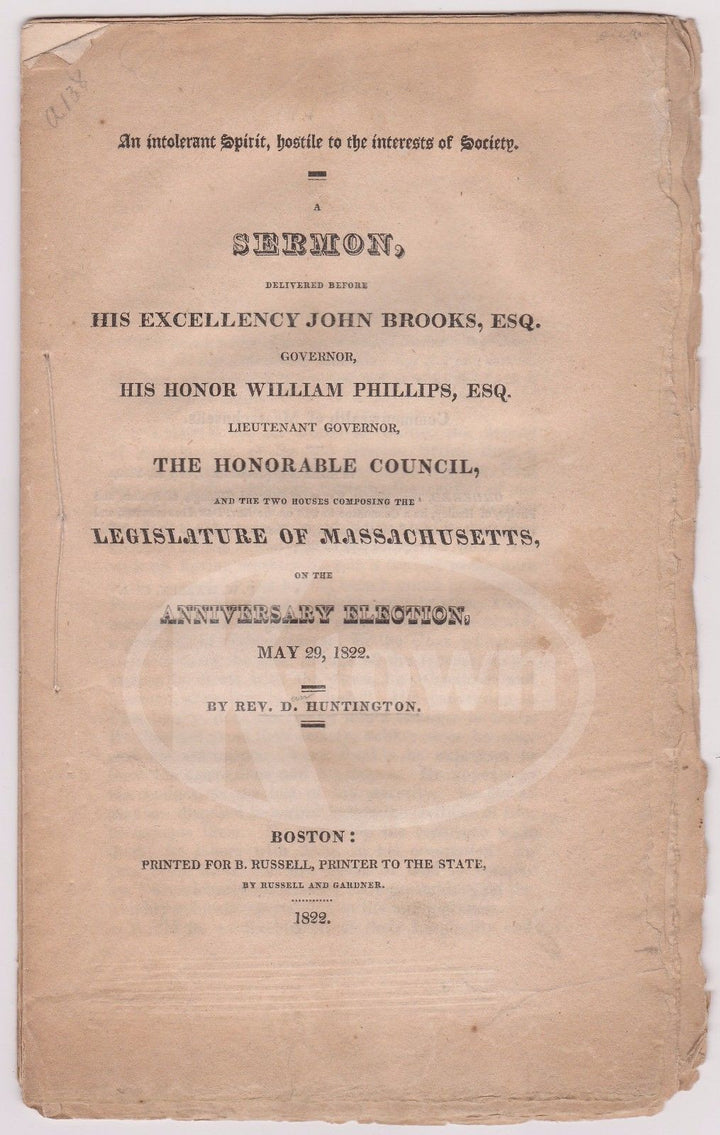 a138
An intolerant Spirit, hostile to the interests of Society.
A
SERMON,
DELIVERED BEFORE
HIS EXCELLENCY JOHN BROOKS, ESQ.
GOVERNOR,
HIS HONOR WILLIAM PHILLIPS, ESQ.
LIEUTENANT GOVERNOR,
THE HONORABLE COUNCIL,
AND THE TWO HOUSES COMPOSING THE
LEGISLATURE OF MASSACHUSETTS,
ON THE
ANNIVERSARY ELECTION,
MAY 29, 1822.
BY REV. D. HUNTINGTON.
BOSTON:
PRINTED FOR B. RUSSELL, PRINTER TO THE STATE,
BY RUSSELL AND GARDNER.
1822.
KTOWN